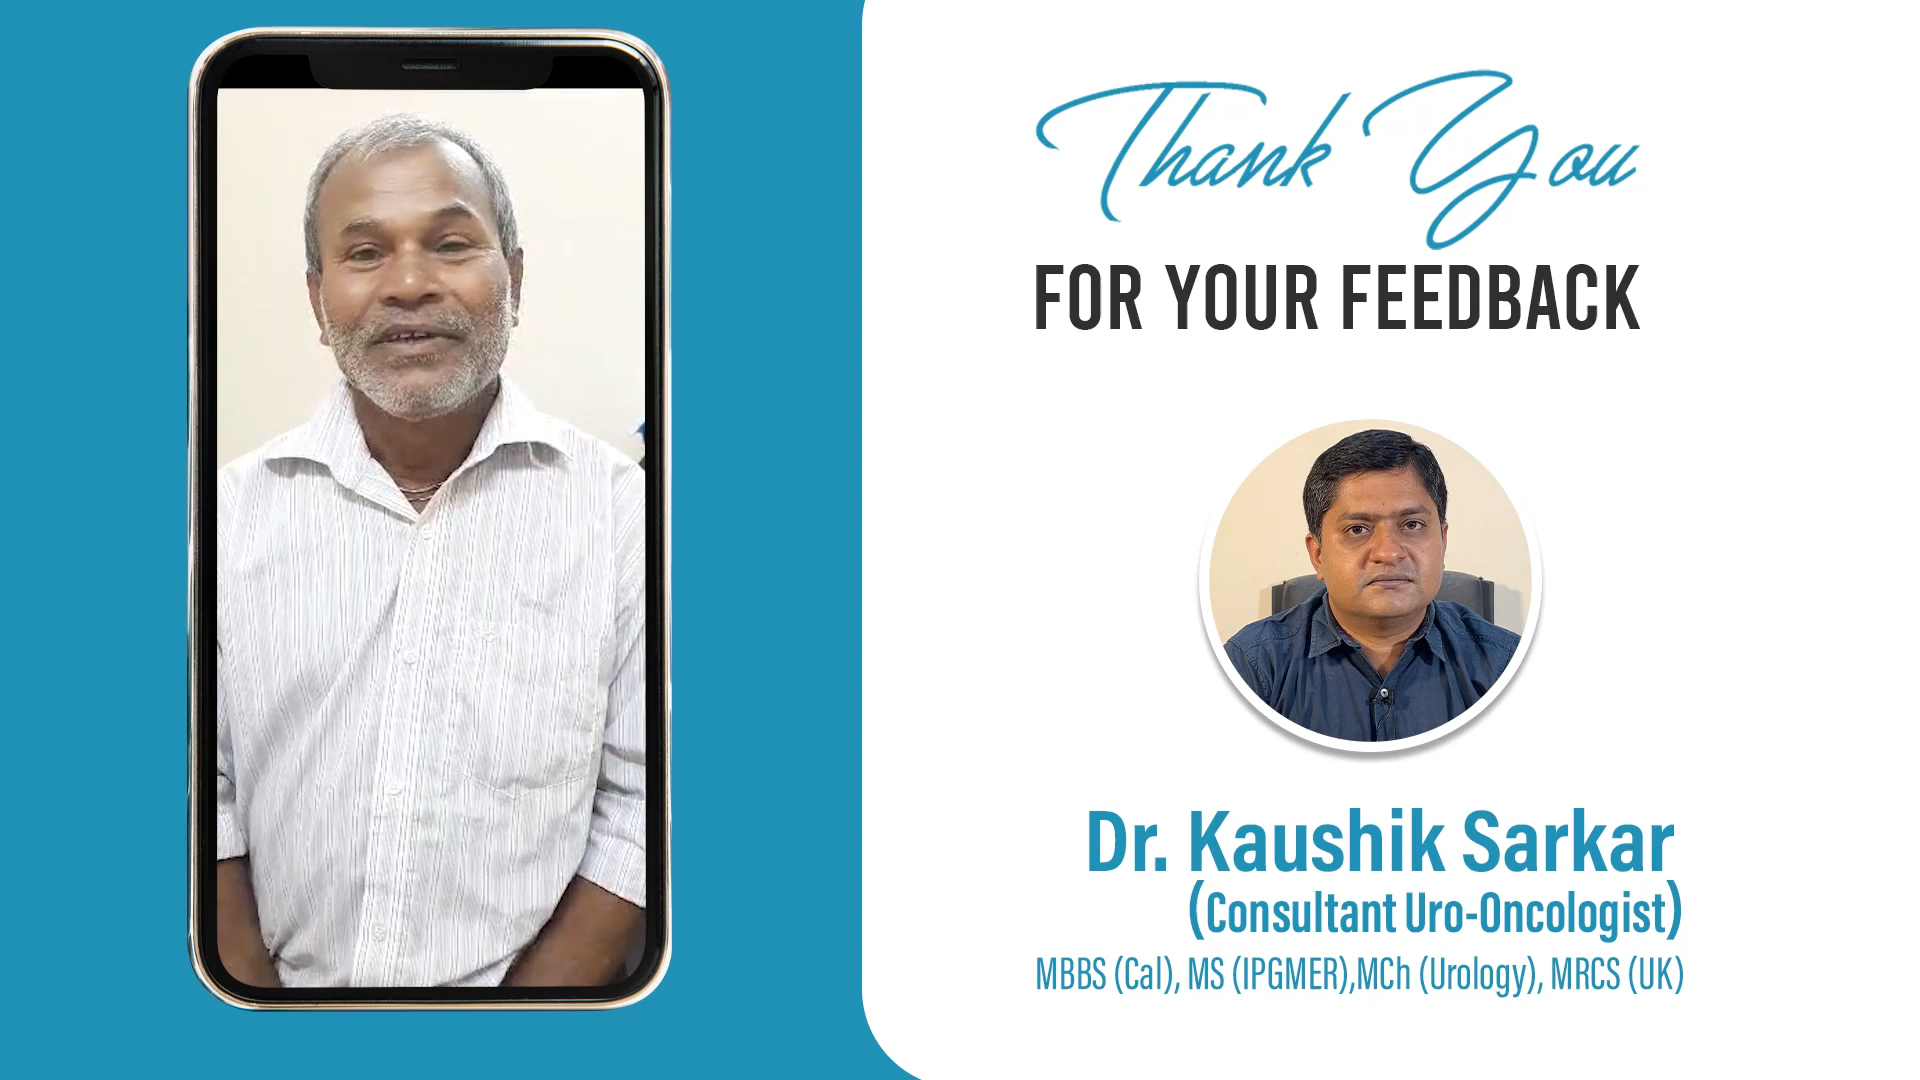 Thank You
FOR YOUR FEEDBACK
Dr. Kaushik Sarkar
(Consultant Uro-Oncologist)
MBBS (Cal), MS (IPGMER),MCh (Urology), MRCS (UK)